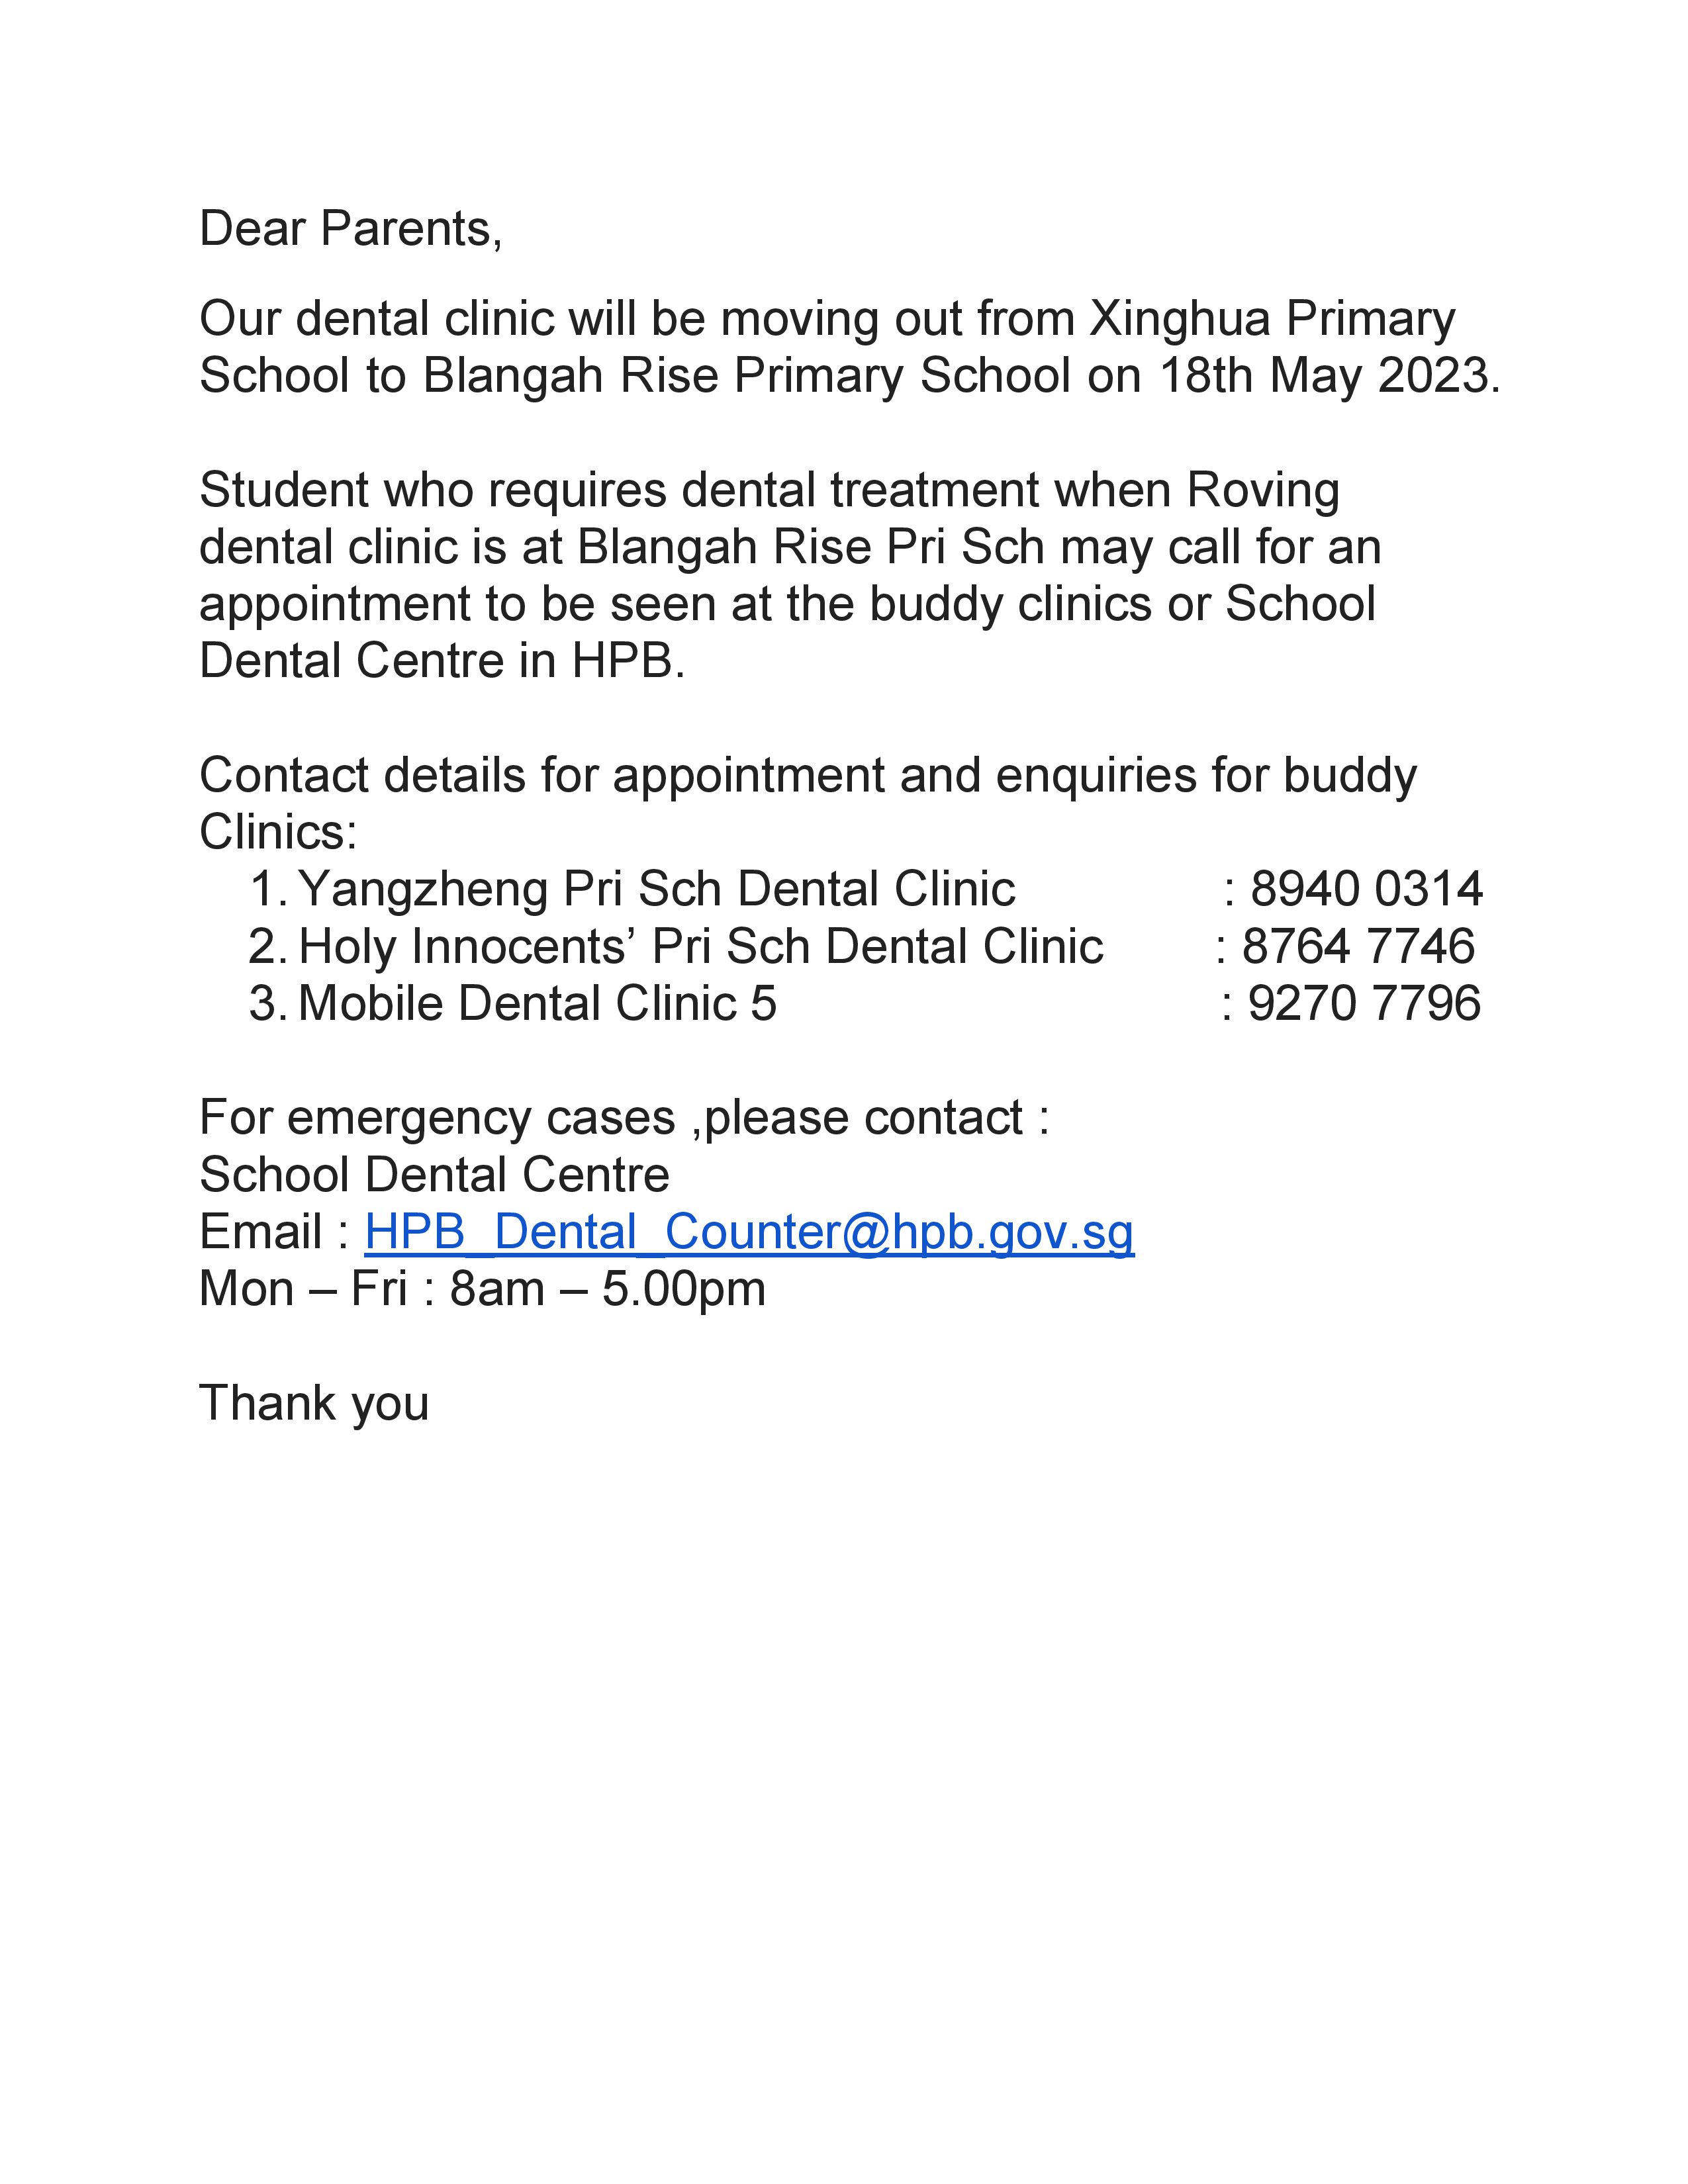 Dear Parents,
Our dental clinic will be moving out from Xinghua Primary
School to Blangah Rise Primary School on 18th May 2023.
Student who requires dental treatment when Roving
dental clinic is at Blangah Rise Pri Sch may call for an
appointment to be seen at the buddy clinics or School
Dental Centre in HPB.
Contact details for appointment and enquiries for buddy
Clinics:
1. Yangzheng Pri Sch Dental Clinic : 8940 0314
2. Holy Innocents’ Pri Sch Dental Clinic : 8764 7746
3. Mobile Dental Clinic 5 : 9270 7796
For emergency cases ,please contact :
School Dental Centre
Email : HPB_Dental_Counter@hpb.gov.sg
Mon – Fri : 8am – 5.00pm
Thank you